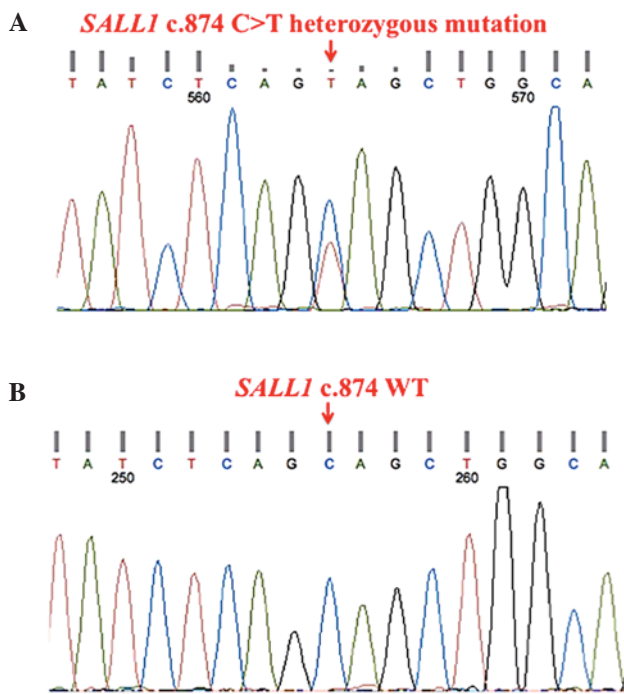 A
SALL1 c.874 C>T heterozygous mutation
T A T C T C A G T A G C T G G C A
560 570
B
SALL1 c.874 WT
T A T C T C A G C A G C T G G C A
250 260